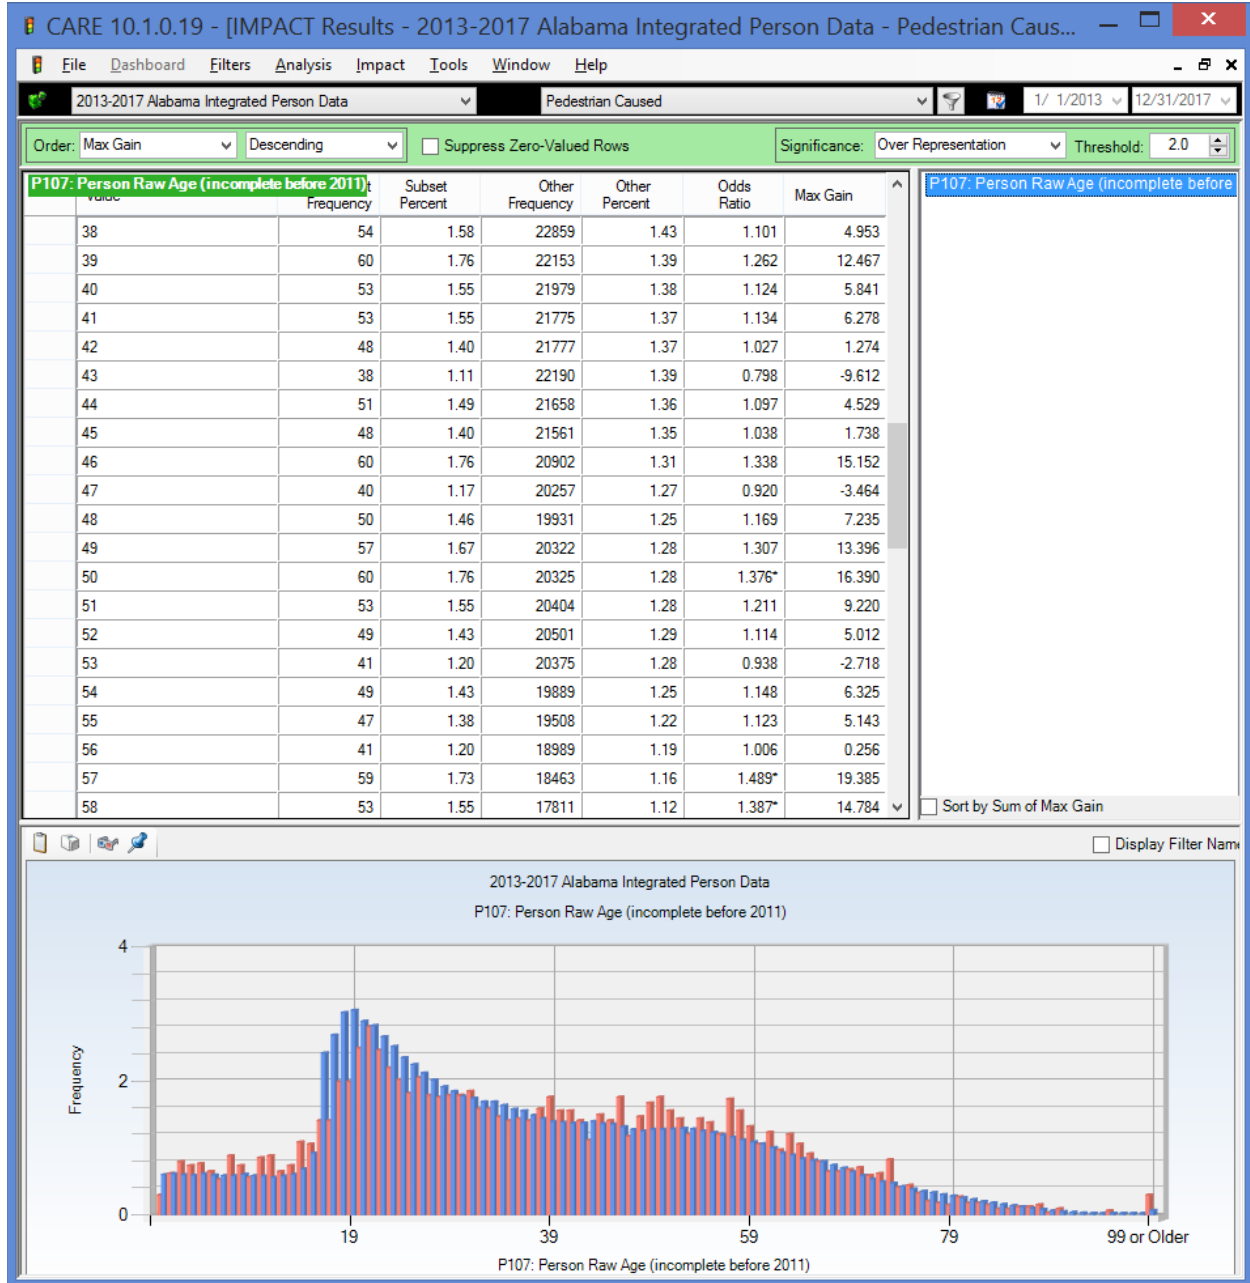 CARE 10.1.0.19 - [IMPACT Results - 2013-2017 Alabama Integrated Person Data - Pedestrian Caus...
File Dashboard Filters Analysis Impact Tools Window Help
2013-2017 Alabama Integrated Person Data Pedestrian Caused 1/ 1/2013 12/31/2017
Order: Max Gain Descending Suppress Zero-Valued Rows Significance: Over Representation Threshold: 2.0
P107: Person Raw Age (incomplete before 2011) Subset Other Other Odds Max Gain P107: Person Raw Age (incomplete before
Value Frequency Percent Frequency Percent Ratio
38 54 1.58 22859 1.43 1.101 4.953
39 60 1.76 22153 1.39 1.262 12.467
40 53 1.55 21979 1.38 1.124 5.841
41 53 1.55 21775 1.37 1.134 6.278
42 48 1.40 21777 1.37 1.027 1.274
43 38 1.11 22190 1.39 0.798 -9.612
44 51 1.49 21658 1.36 1.097 4.529
45 48 1.40 21561 1.35 1.038 1.738
46 60 1.76 20902 1.31 1.338 15.152
47 40 1.17 20257 1.27 0.920 -3.464
48 50 1.46 19931 1.25 1.169 7.235
49 57 1.67 20322 1.28 1.307 13.396
50 60 1.76 20325 1.28 1.376* 16.390
51 53 1.55 20404 1.28 1.211 9.220
52 49 1.43 20501 1.29 1.114 5.012
53 41 1.20 20375 1.28 0.938 -2.718
54 49 1.43 19889 1.25 1.148 6.325
55 47 1.38 19508 1.22 1.123 5.143
56 41 1.20 18989 1.19 1.006 0.256
57 59 1.73 18463 1.16 1.489* 19.385
58 53 1.55 17811 1.12 1.387* 14.784
Sort by Sum of Max Gain
Display Filter Name
2013-2017 Alabama Integrated Person Data
P107: Person Raw Age (incomplete before 2011)
4
2
0
Frequency
19 39 59 79 99 or Older
P107: Person Raw Age (incomplete before 2011)